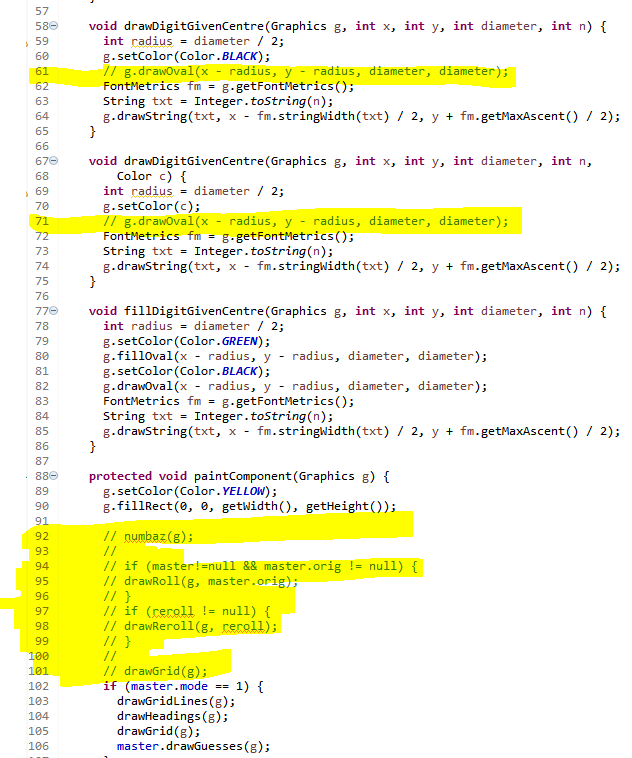 57
58 void drawDigitGivenCentre(Graphics g, int x, int y, int diameter, int n) {
59 int radius = diameter / 2;
60 g.setColor(Color.BLACK);
61 // g.drawOval(x - radius, y - radius, diameter, diameter);
62 FontMetrics fm = g.getFontMetrics();
63 String txt = Integer.toString(n);
64 g.drawString(txt, x - fm.stringWidth(txt) / 2, y + fm.getMaxAscent() / 2);
65 }
66
67 void drawDigitGivenCentre(Graphics g, int x, int y, int diameter, int n,
68 Color c) {
69 int radius = diameter / 2;
70 g.setColor(c);
71 // g.drawOval(x - radius, y - radius, diameter, diameter);
72 FontMetrics fm = g.getFontMetrics();
73 String txt = Integer.toString(n);
74 g.drawString(txt, x - fm.stringWidth(txt) / 2, y + fm.getMaxAscent() / 2);
75 }
76
77 void fillDigitGivenCentre(Graphics g, int x, int y, int diameter, int n) {
78 int radius = diameter / 2;
79 g.setColor(Color.GREEN);
80 g.fillOval(x - radius, y - radius, diameter, diameter);
81 g.setColor(Color.BLACK);
82 g.drawOval(x - radius, y - radius, diameter, diameter);
83 FontMetrics fm = g.getFontMetrics();
84 String txt = Integer.toString(n);
85 g.drawString(txt, x - fm.stringWidth(txt) / 2, y + fm.getMaxAscent() / 2);
86 }
87
88 protected void paintComponent(Graphics g) {
89 g.setColor(Color.YELLOW);
90 g.fillRect(0, 0, getWidth(), getHeight());
91
92 // numbaz(g);
93 //
94 // if (master!=null && master.orig != null) {
95 // drawRoll(g, master.orig);
96 // }
97 // if (reroll != null) {
98 // drawReroll(g, reroll);
99 // }
100 //
101 // drawGrid(g);
102 if (master.mode == 1) {
103 drawGridLines(g);
104 drawHeadings(g);
105 drawGrid(g);
106 master.drawGuesses(g);